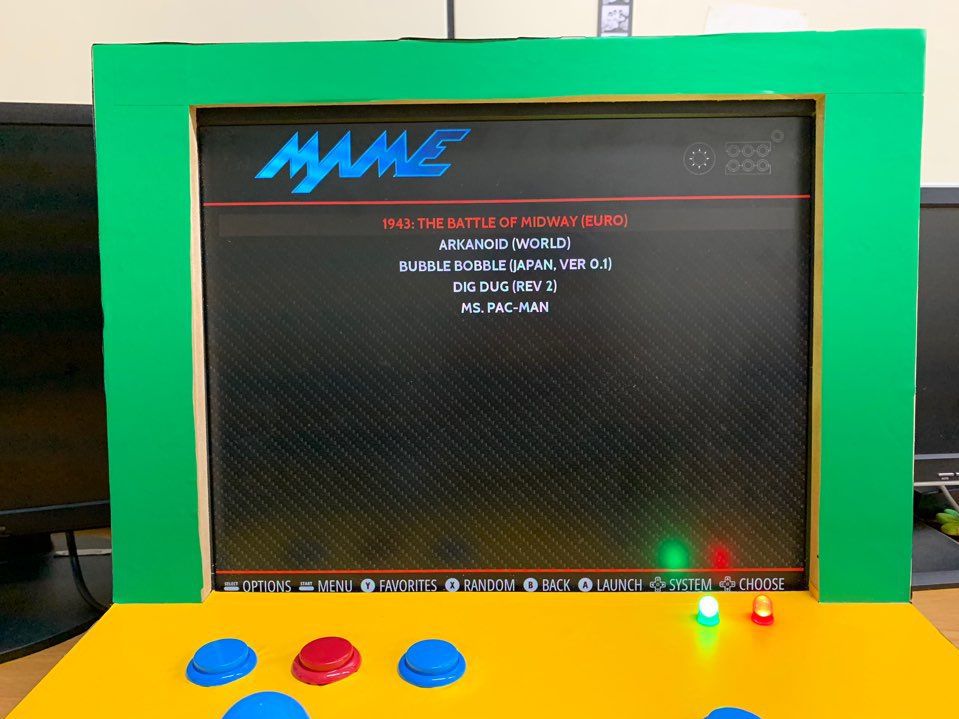 MAME
1943: THE BATTLE OF MIDWAY (EURO)
ARKANOID (WORLD)
BUBBLE BOBBLE (JAPAN, VER 0.1)
DIG DUG (REV 2)
MS. PAC-MAN
SELECT OPTIONS START MENU Y FAVORITES X RANDOM B BACK A LAUNCH SYSTEM CHOOSE